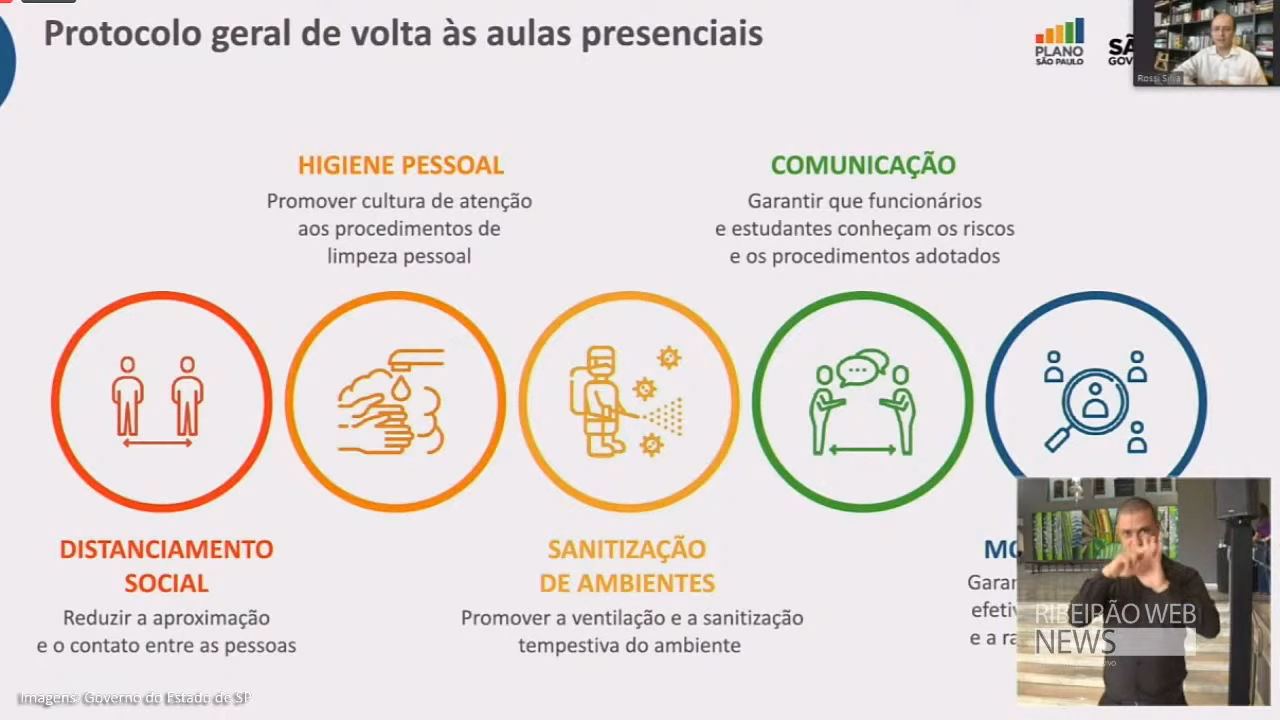 Protocolo geral de volta às aulas presenciais
PLANO
SÃO PAULO
Rossi
HIGIENE PESSOAL
Promover cultura de atenção
aos procedimentos de
limpeza pessoal
COMUNICAÇÃO
Garantir que funcionários
e estudantes conheçam os riscos
e os procedimentos adotados
DISTANCIAMENTO
SOCIAL
Reduzir a aproximação
e o contato entre as pessoas
SANITIZAÇÃO
DE AMBIENTES
Promover a ventilação e a sanitização
tempestiva do ambiente
e a
RIBEIRÃO WEB
NEWS
Imagens: Governo do Estado de SP